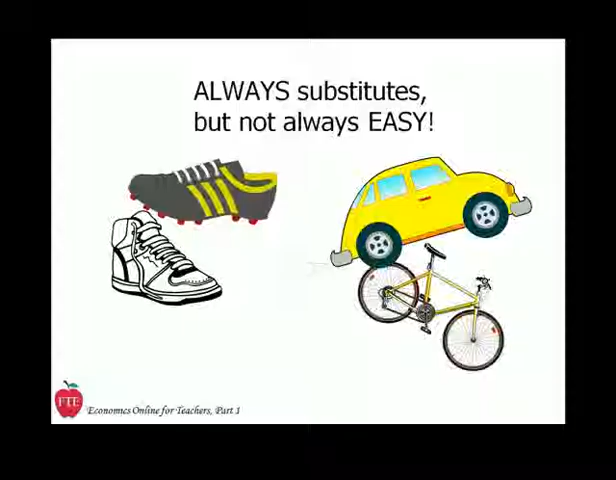 ALWAYS substitutes,
but not always EASY!
FTE
Economics Online for Teachers, Part 1